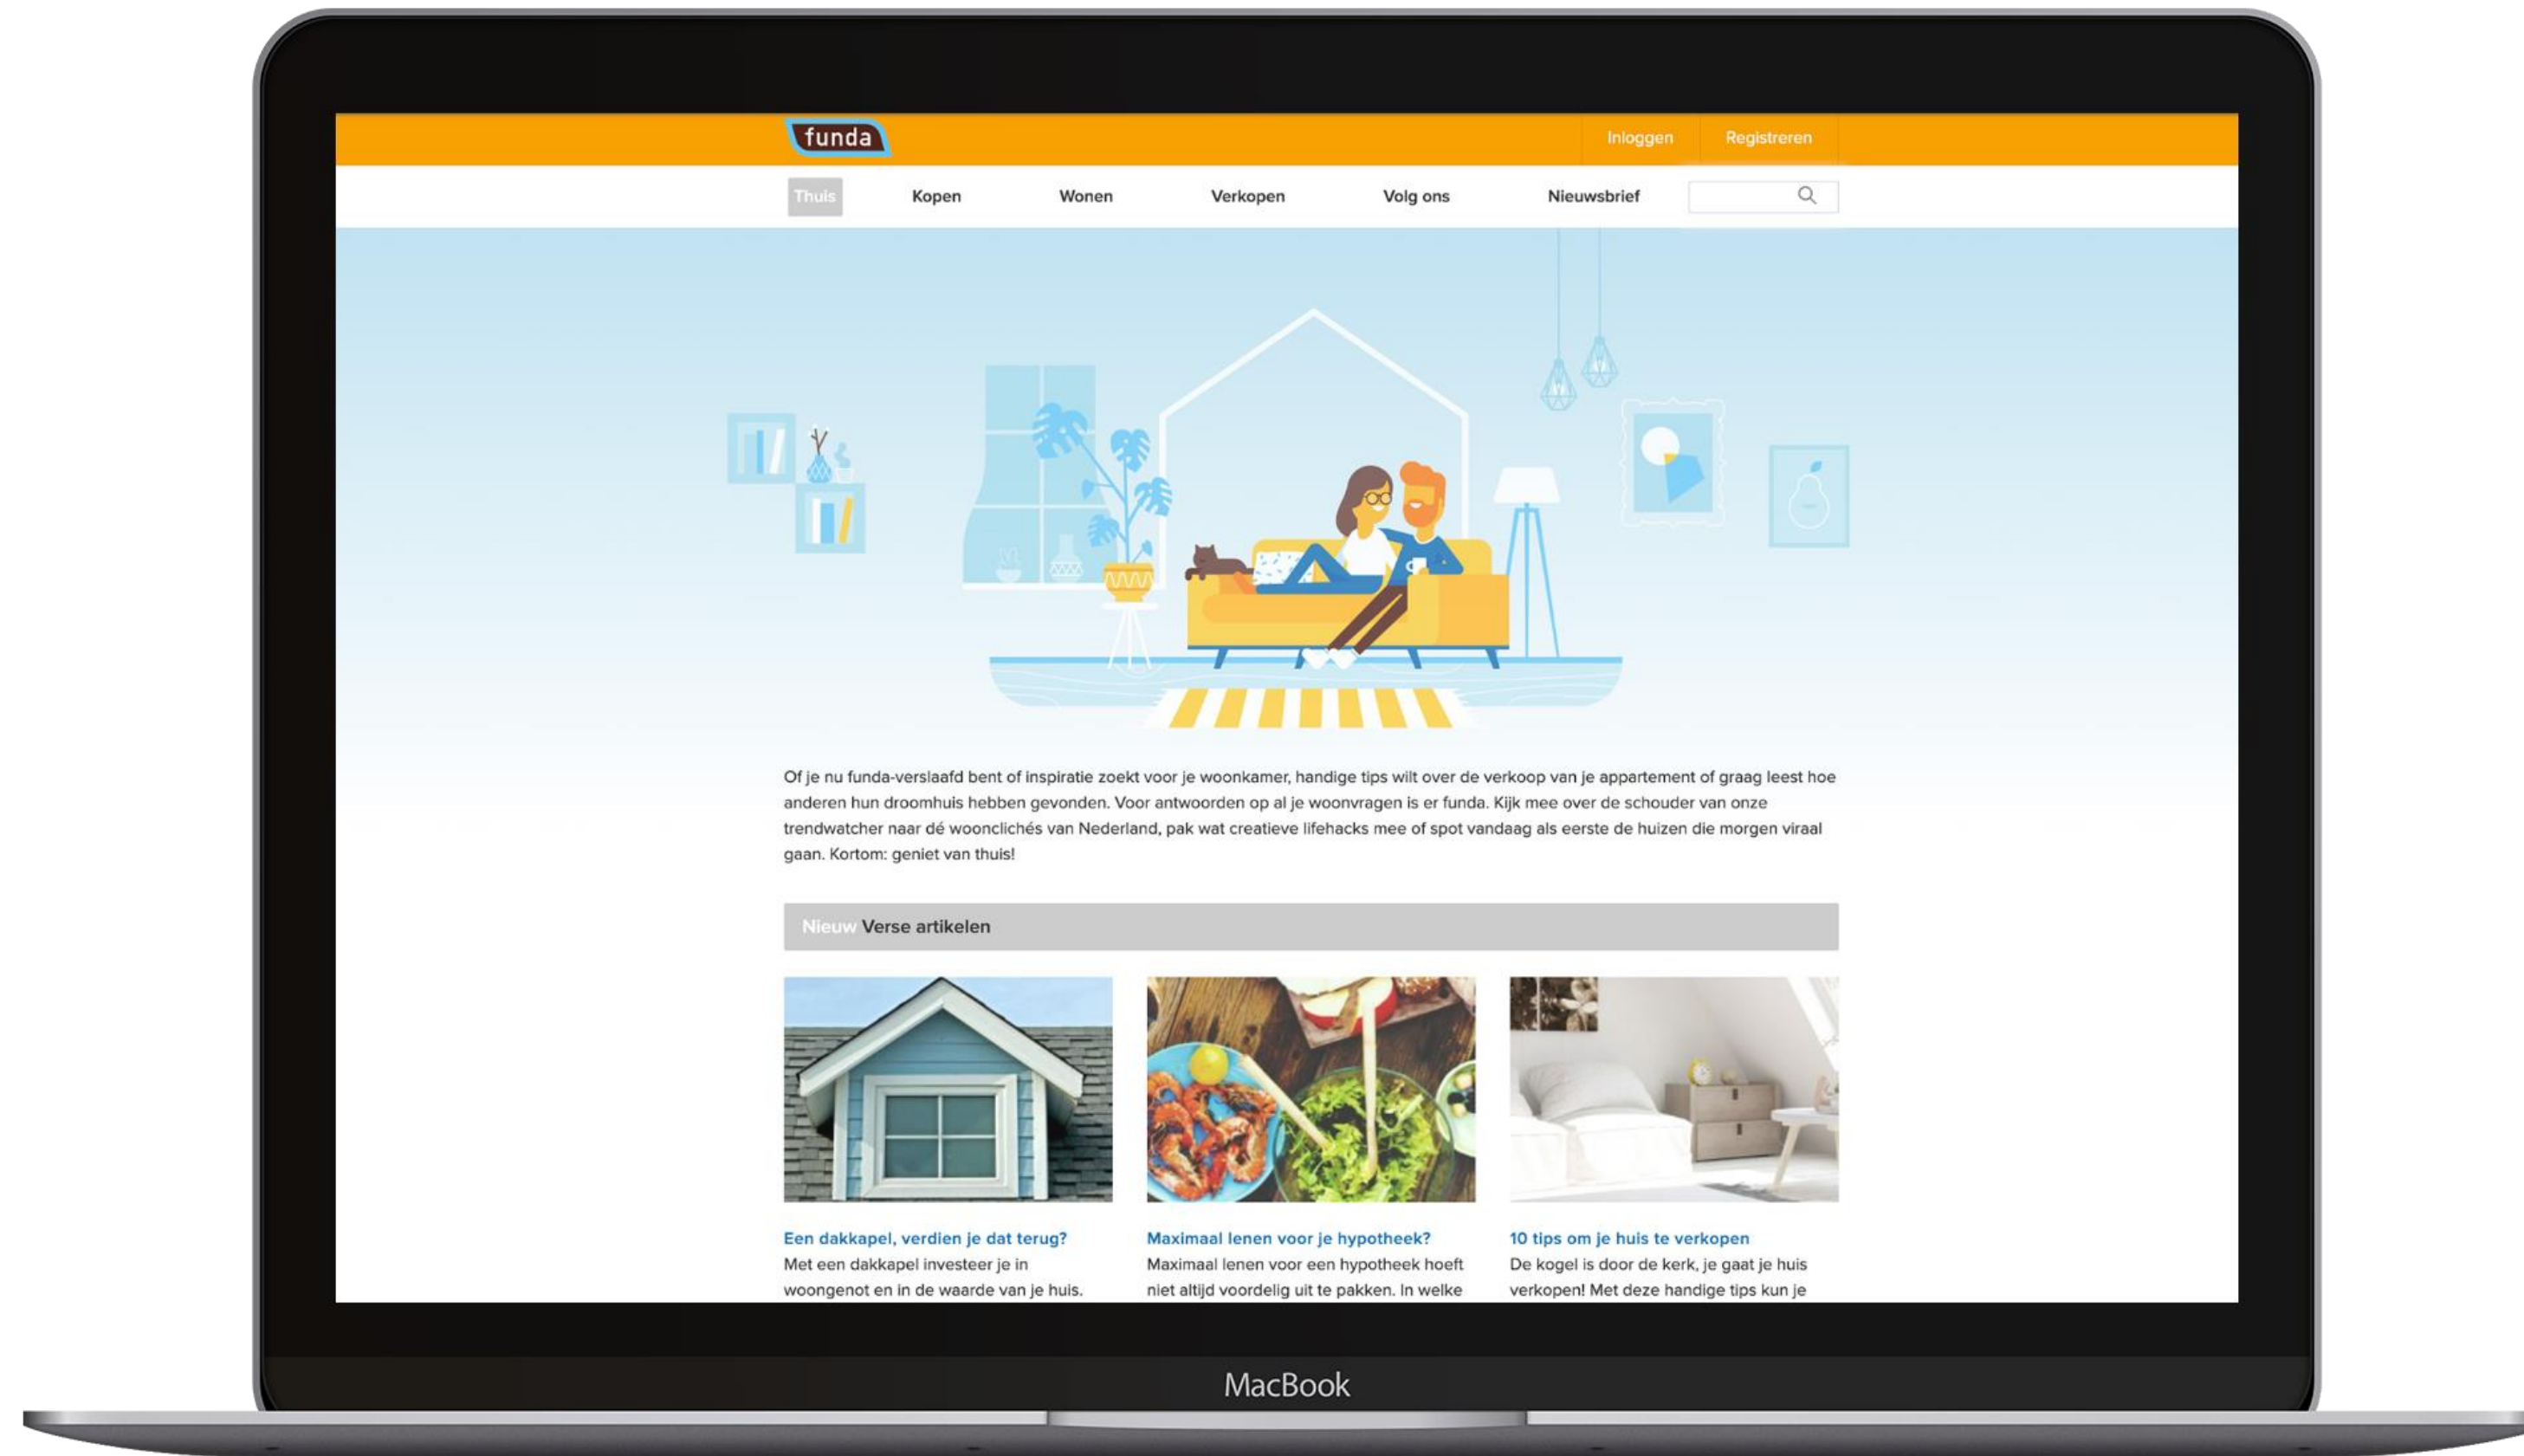 funda
Inloggen
Registreren
Thuis
Kopen
Wonen
Verkopen
Volg ons
Nieuwsbrief
Of je nu funda-verslaafd bent of inspiratie zoekt voor je woonkamer, handige tips wilt over de verkoop van je appartement of graag leest hoe
anderen hun droomhuis hebben gevonden. Voor antwoorden op al je woonvragen is er funda. Kijk mee over de schouder van onze
trendwatcher naar dé woonclichés van Nederland, pak wat creatieve lifehacks mee of spot vandaag als eerste de huizen die morgen viraal
gaan. Kortom: geniet van thuis!
Nieuw Verse artikelen
Een dakkapel, verdien je dat terug?
Met een dakkapel investeer je in
woongenot en in de waarde van je huis.
Maximaal lenen voor je hypotheek?
Maximaal lenen voor een hypotheek hoeft
niet altijd voordelig uit te pakken. In welke
10 tips om je huis te verkopen
De kogel is door de kerk, je gaat je huis
verkopen! Met deze handige tips kun je
MacBook